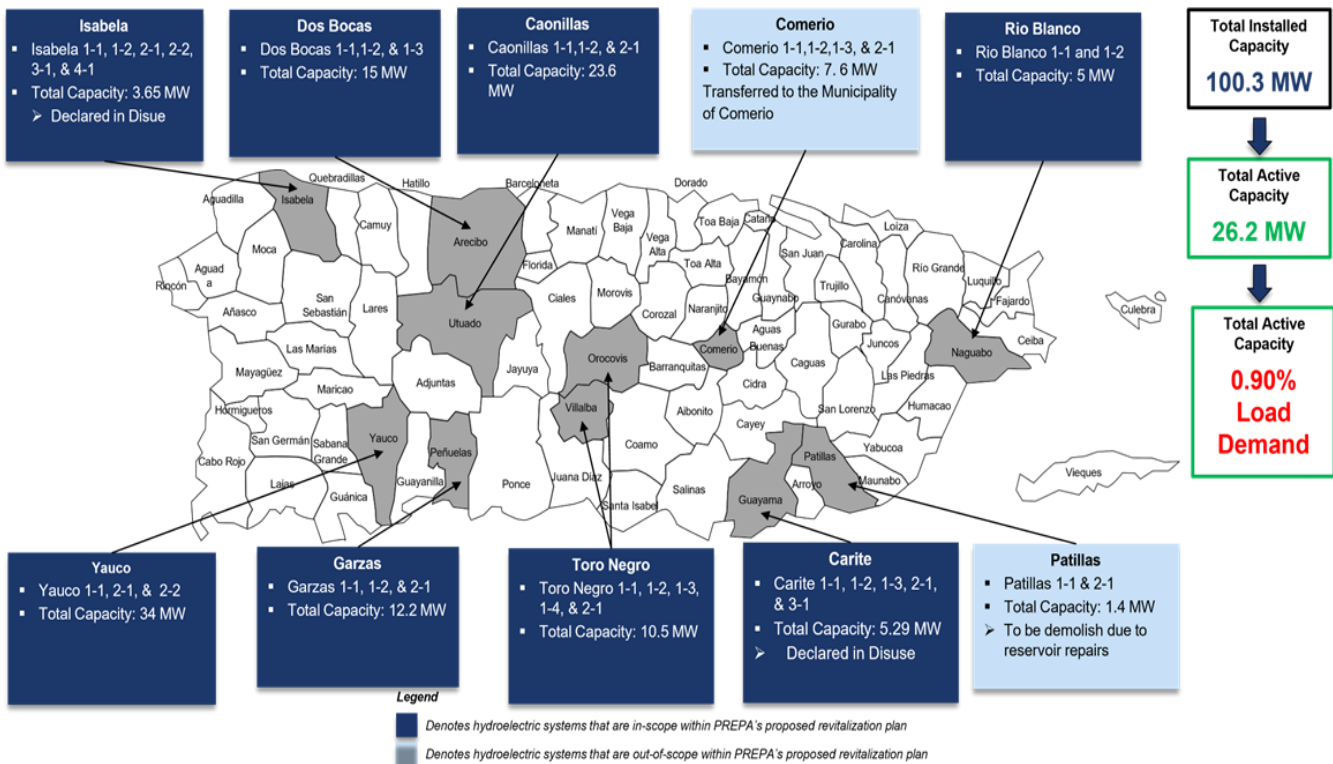 Isabela
▪ Isabela 1-1, 1-2, 2-1, 2-2,
3-1, & 4-1
▪ Total Capacity: 3.65 MW
➢ Declared in Disue
Dos Bocas
▪ Dos Bocas 1-1,1-2, & 1-3
▪ Total Capacity: 15 MW
Caonillas
▪ Caonillas 1-1,1-2, & 2-1
▪ Total Capacity: 23.6
MW
Comerio
▪ Comerio 1-1,1-2,1-3, & 2-1
▪ Total Capacity: 7. 6 MW
Transferred to the Municipality
of Comerio
Rio Blanco
▪ Rio Blanco 1-1 and 1-2
▪ Total Capacity: 5 MW
Total Installed
Capacity
100.3 MW
Total Active
Capacity
26.2 MW
Total Active
Capacity
0.90%
Load
Demand
Quebradillas
Hatillo
Barceloneta
Dorado
Aguadilla
Isabela
Camuy
Arecibo
Manatí
Vega
Baja
Vega
Alta
Toa Baja
Cataño
Toa Alta
Bayamón
San Juan
Guaynabo
Carolina
Trujillo
Loíza
Canóvanas
Río Grande
Luquillo
Fajardo
Culebra
Moca
Aguad
a
Rincón
Añasco
San
Sebastián
Lares
Utuado
Florida
Ciales
Morovis
Corozal
Naranjito
Comerio
Aguas
Buenas
Gurabo
Juncos
Caguas
Naguabo
Ceiba
Las Marías
Mayagüez
Maricao
Adjuntas
Jayuya
Orocovis
Barranquitas
Cidra
Las Piedras
Humacao
San Lorenzo
Hormigueros
San Germán
Sabana
Grande
Yauco
Peñuelas
Villalba
Aibonito
Cayey
Coamo
Yabucoa
Patillas
Maunabo
Vieques
Cabo Rojo
Lajas
Guánica
Guayanilla
Ponce
Juana Díaz
Santa Isabel
Salinas
Guayama
Arroyo
Yauco
▪ Yauco 1-1, 2-1, & 2-2
▪ Total Capacity: 34 MW
Garzas
▪ Garzas 1-1, 1-2, & 2-1
▪ Total Capacity: 12.2 MW
Toro Negro
▪ Toro Negro 1-1, 1-2, 1-3,
1-4, & 2-1
▪ Total Capacity: 10.5 MW
Carite
▪ Carite 1-1, 1-2, 1-3, 2-1,
& 3-1
▪ Total Capacity: 5.29 MW
➢ Declared in Disuse
Patillas
▪ Patillas 1-1 & 2-1
▪ Total Capacity: 1.4 MW
➢ To be demolish due to
reservoir repairs
Legend
Denotes hydroelectric systems that are in-scope within PREPA's proposed revitalization plan
Denotes hydroelectric systems that are out-of-scope within PREPA's proposed revitalization plan